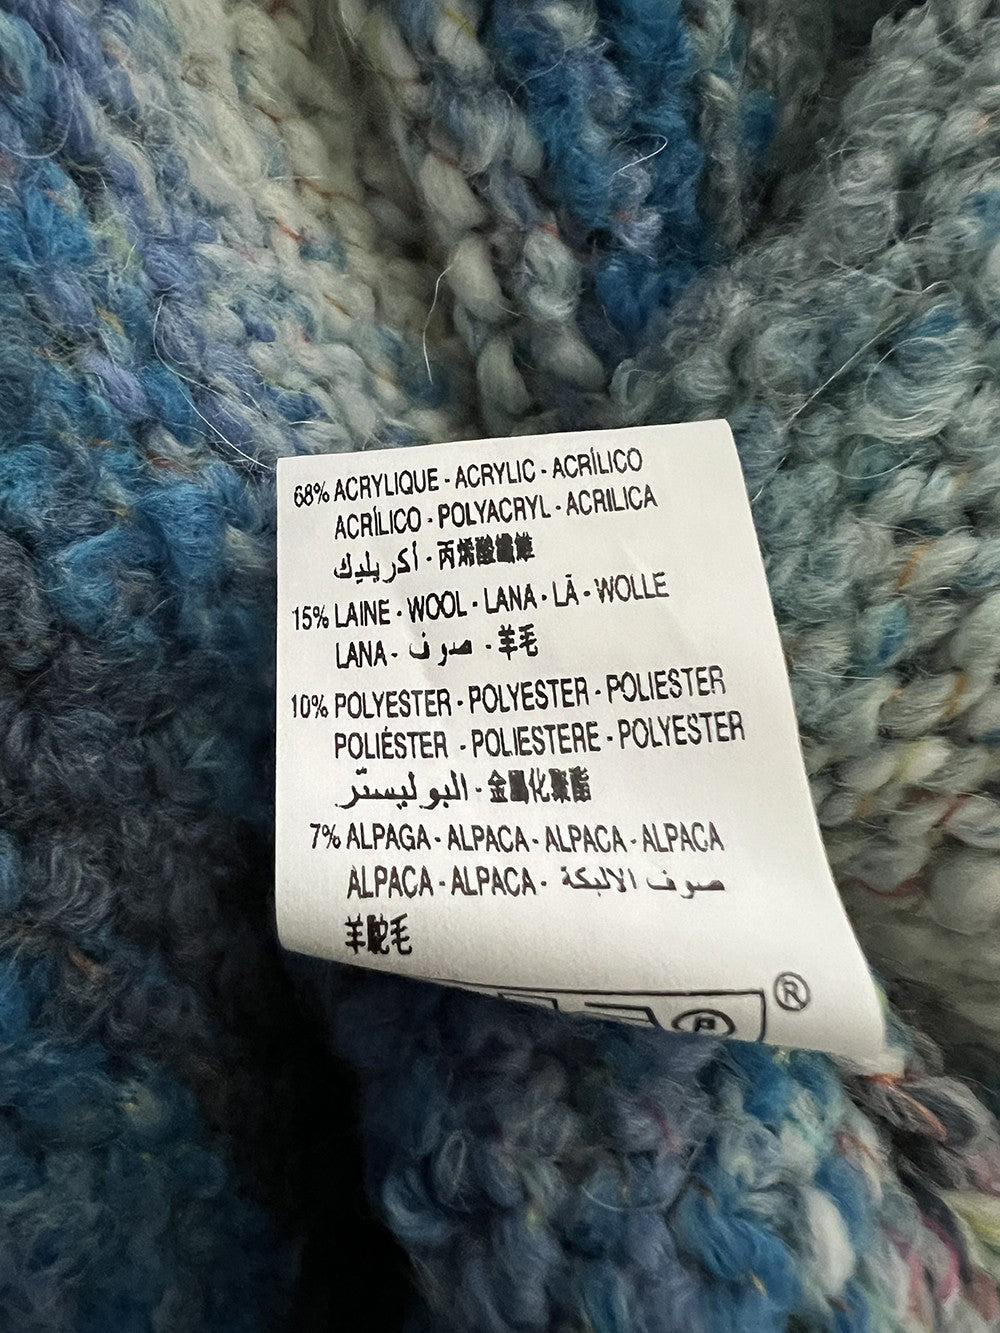 68% ACRYLIQUE - ACRYLIC - ACRÍLICO
ACRÍLICO - POLYACRYL - ACRILICA
أكريليك - 丙烯酸纖維
15% LAINE - WOOL - LANA - LÃ - WOLLE
LANA - صوف - 羊毛
10% POLYESTER - POLYESTER - POLIESTER
POLIÉSTER - POLIESTERE - POLYESTER
البوليستر - 金屬化聚酯
7% ALPAGA - ALPACA - ALPACA - ALPACA
ALPACA - ALPACA - صوف الالبكة
羊駝毛
®